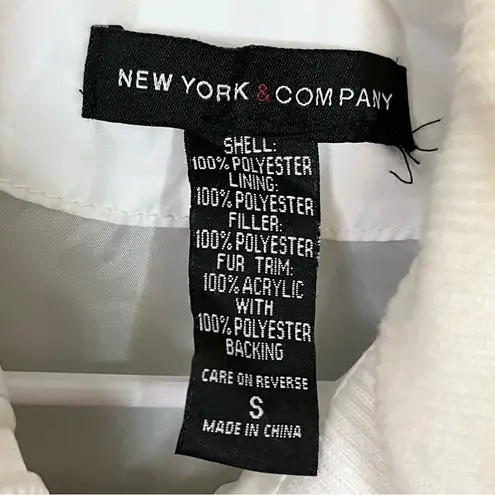 NEW YORK & COMPANY
SHELL:
100% POLYESTER
LINING:
100% POLYESTER
FILLER:
100% POLYESTER
FUR TRIM:
100% ACRYLIC
WITH
100% POLYESTER
BACKING
CARE ON REVERSE
S
MADE IN CHINA